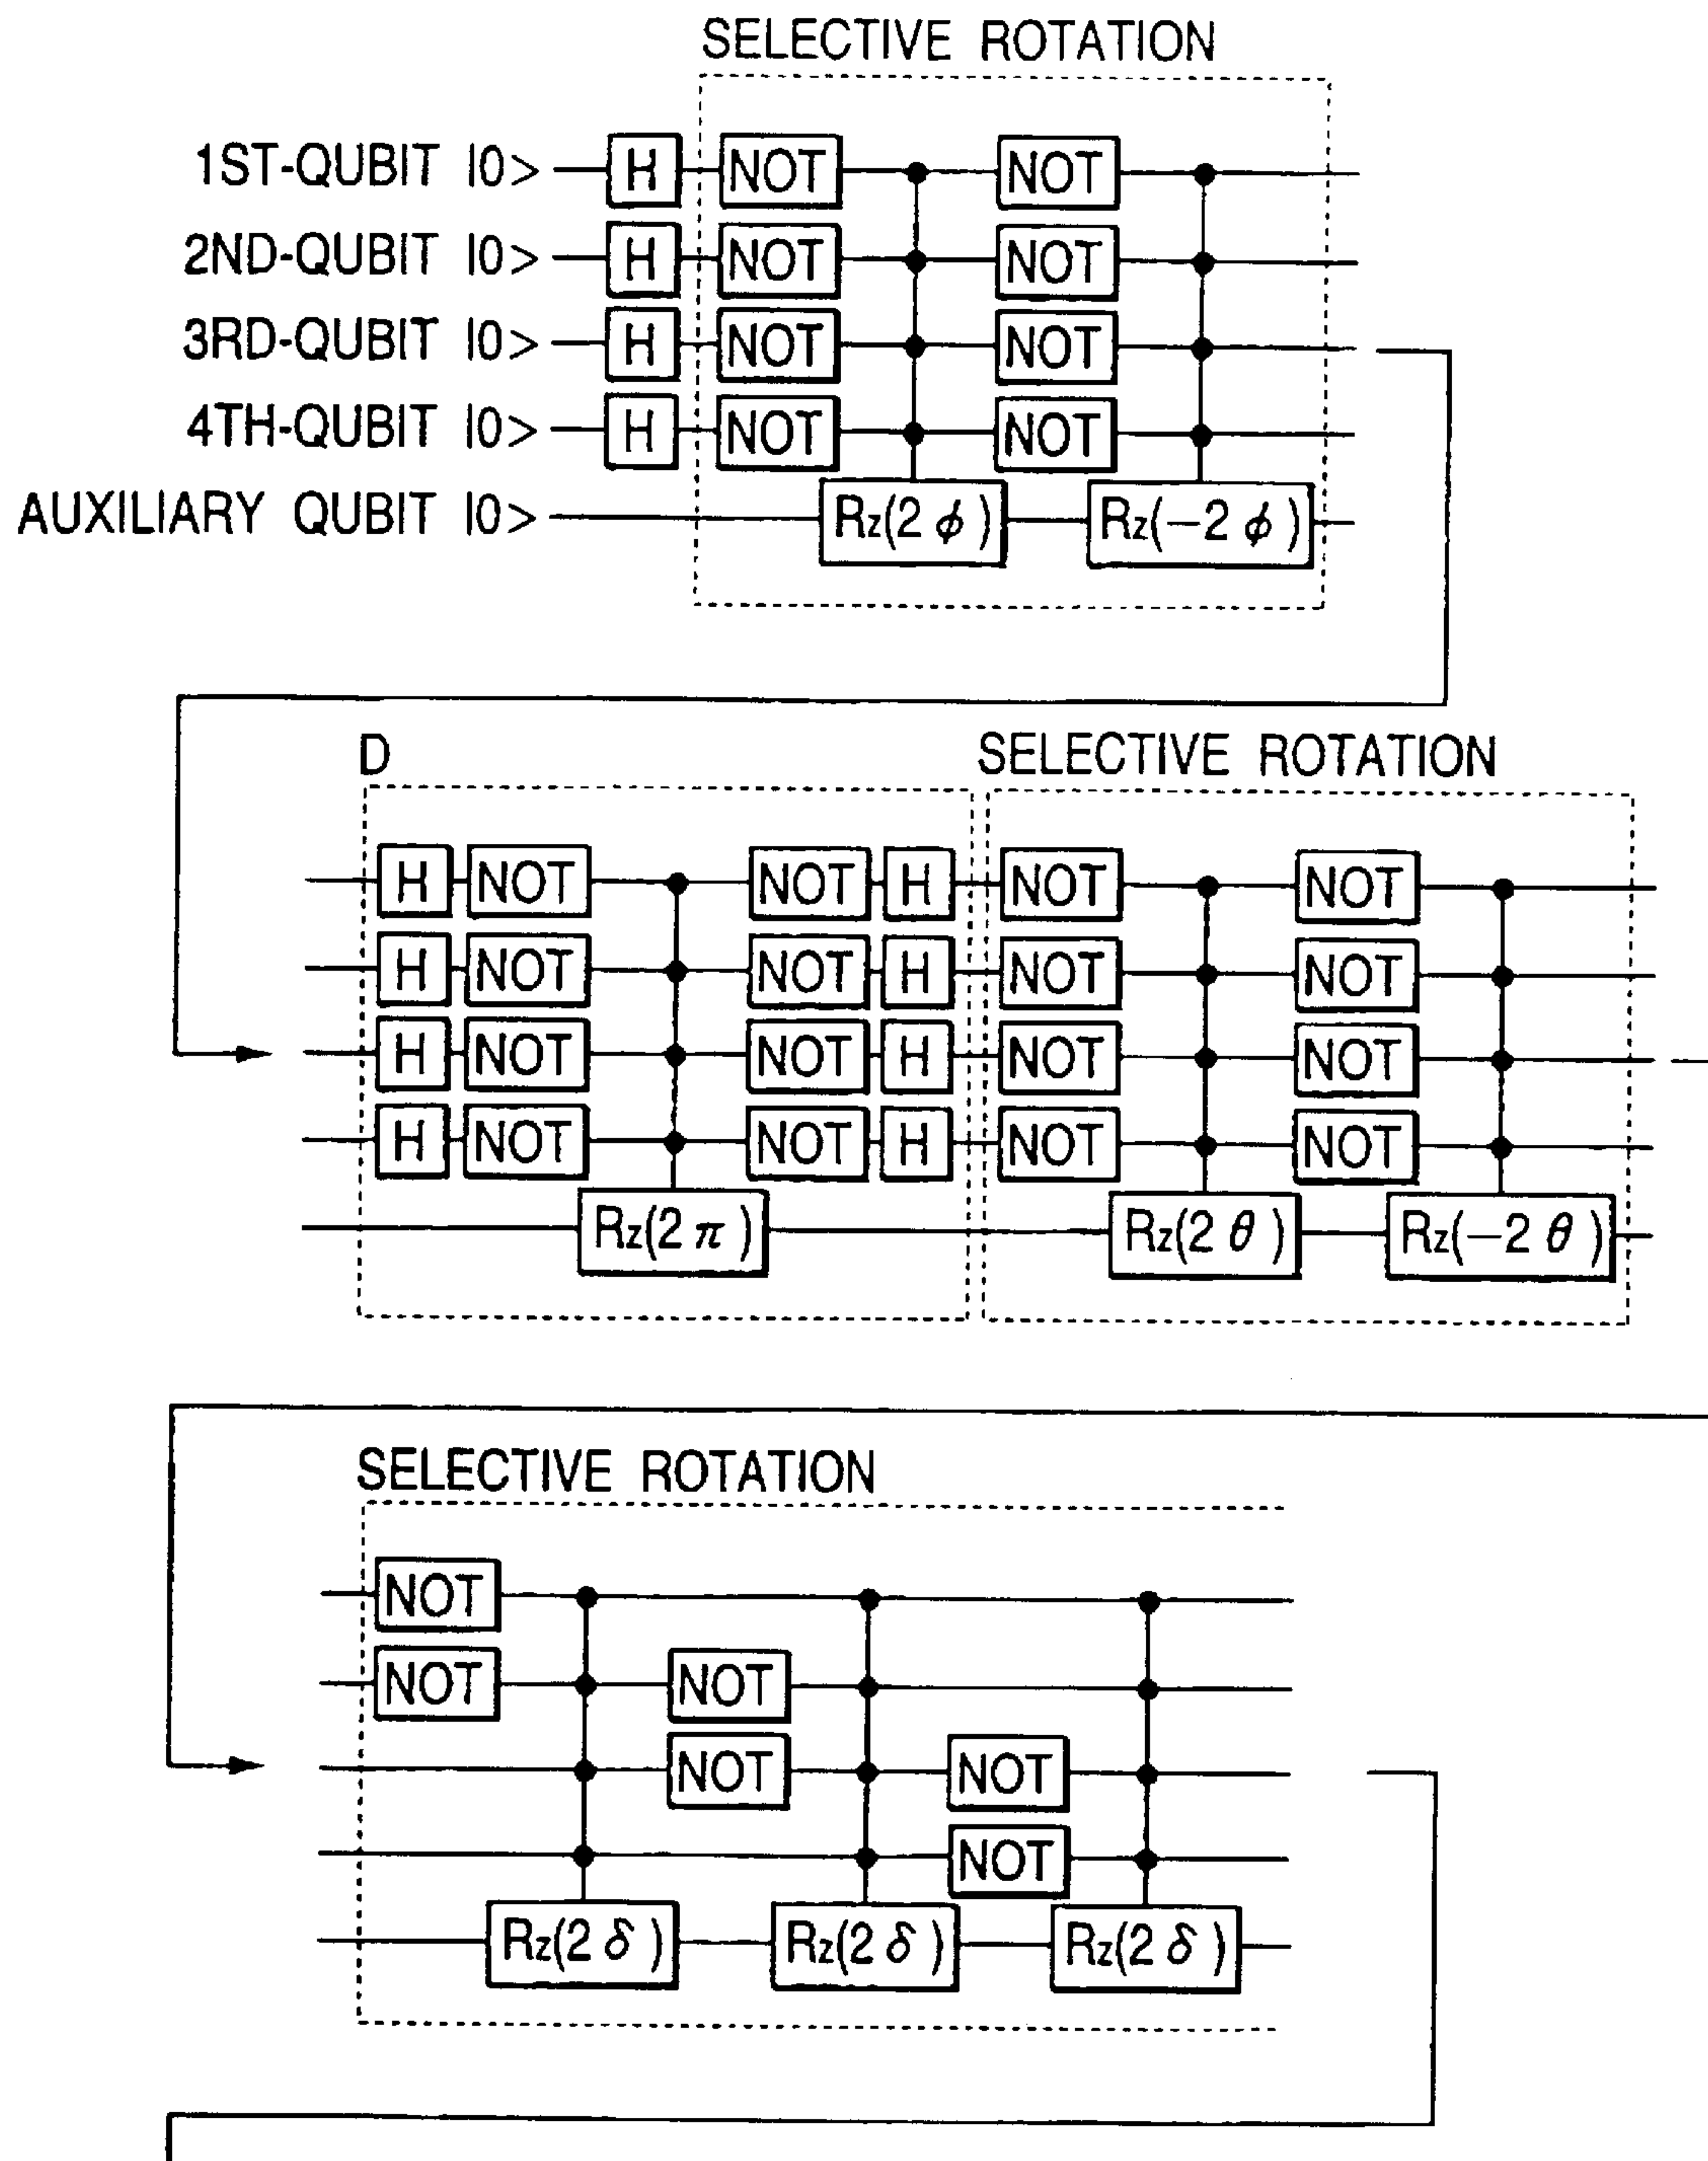 SELECTIVE ROTATION
1ST-QUBIT |0> H NOT NOT
2ND-QUBIT |0> H NOT NOT
3RD-QUBIT |0> H NOT NOT
4TH-QUBIT |0> H NOT NOT
AUXILIARY QUBIT |0> Rz(2 ϕ) Rz(−2 ϕ)
D SELECTIVE ROTATION
H NOT NOT H NOT NOT
H NOT NOT H NOT NOT
H NOT NOT H NOT NOT
H NOT NOT H NOT NOT
Rz(2 π) Rz(2 θ) Rz(−2 θ)
SELECTIVE ROTATION
NOT
NOT NOT
NOT NOT
NOT
Rz(2 δ) Rz(2 δ) Rz(2 δ)